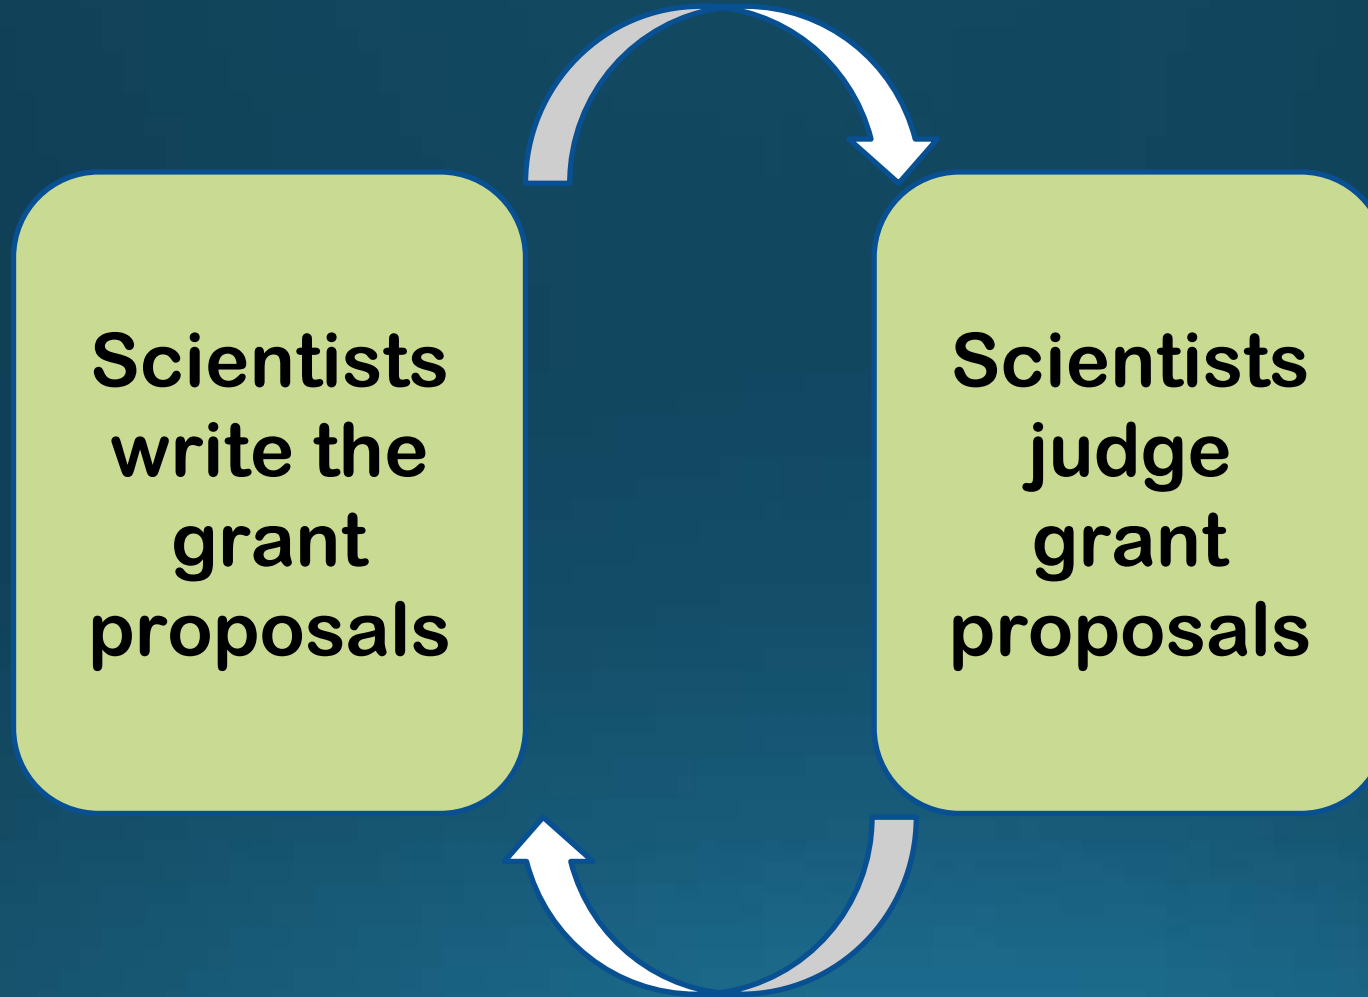 Scientists
write the
grant
proposals
Scientists
judge
grant
proposals